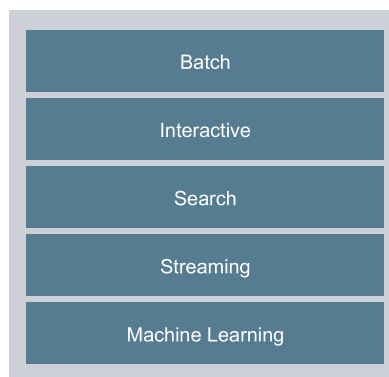 Batch
Interactive
Search
Streaming
Machine Learning